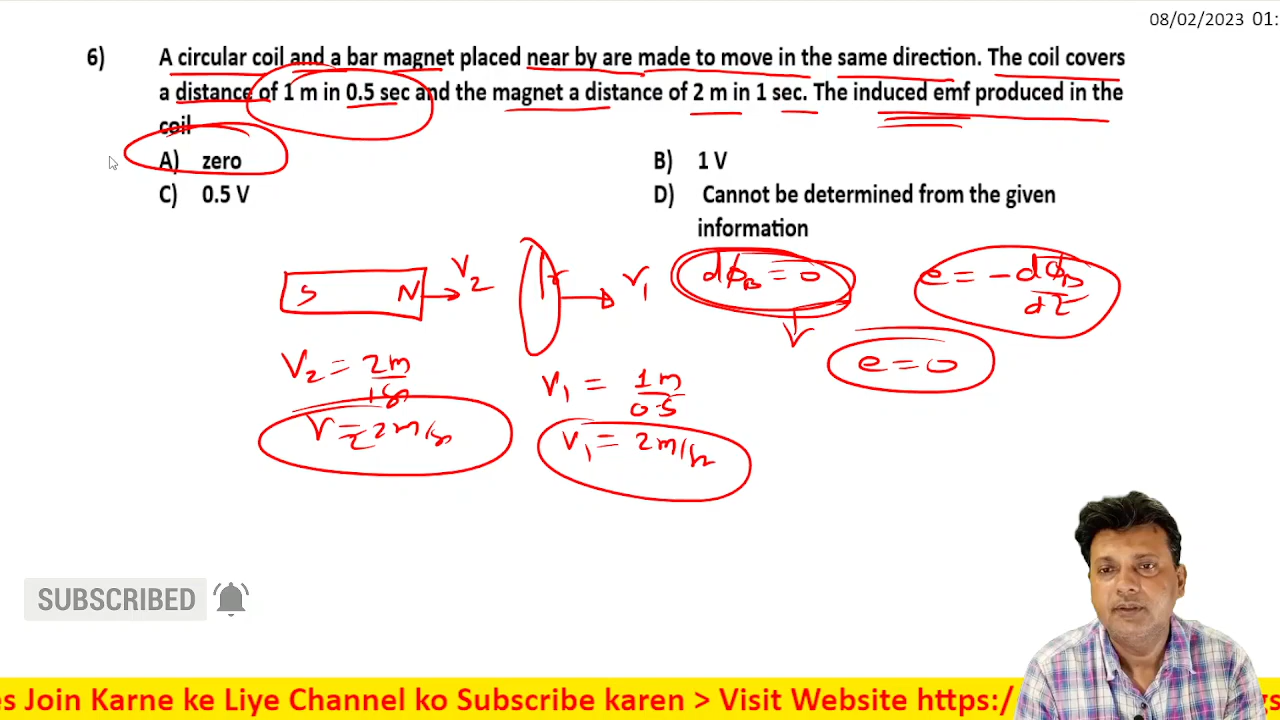 08/02/2023 01:
6) A circular coil and a bar magnet placed near by are made to move in the same direction. The coil covers
a distance of 1 m in 0.5 sec and the magnet a distance of 2 m in 1 sec. The induced emf produced in the
coil
A) zero
B) 1 V
C) 0.5 V
D) Cannot be determined from the given
information
S N V2
V1
dϕB = 0
e = - dϕB/dt
e = 0
V2 = 2m/1s
V1 = 1m/0.5
V2 = 2m/s
V1 = 2m/s
SUBSCRIBED
es Join Karne ke Liye Channel ko Subscribe karen > Visit Website https:/
gs